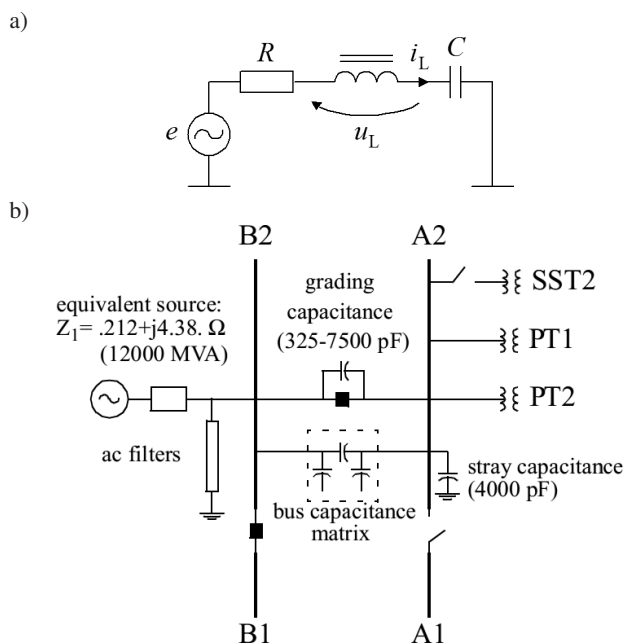 a)
R
i_L
C
e
u_L
b)
B2
A2
grading
capacitance
(325-7500 pF)
SST2
equivalent source:
Z_1= .212+j4.38. Ω
(12000 MVA)
PT1
PT2
ac filters
stray capacitance
(4000 pF)
bus capacitance
matrix
B1
A1